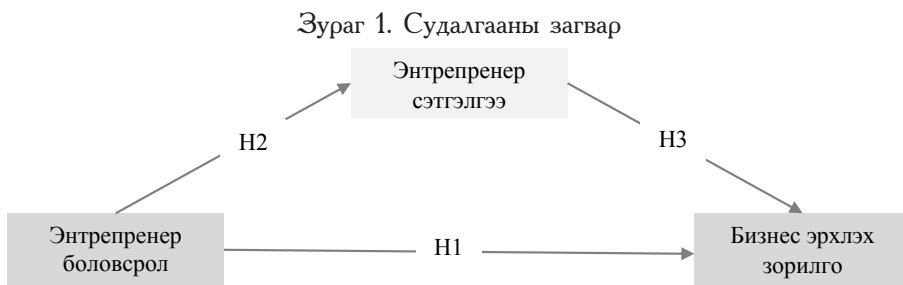 Зураг 1. Судалгааны загвар
Энтрепренер
сэтгэлгээ
H2
H3
Энтрепренер
боловсрол
H1
Бизнес эрхлэх
зорилго